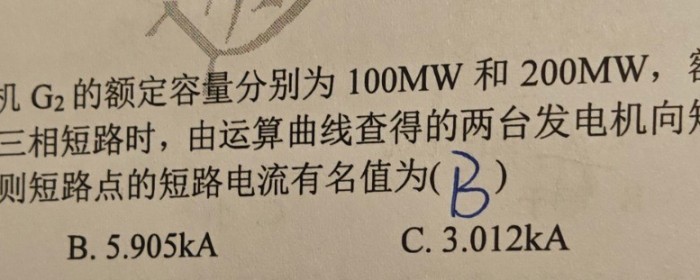 机 G₂ 的额定容量分别为 100MW 和 200MW，
三相短路时，由运算曲线查得的两台发电机向
则短路点的短路电流有名值为( B )
B. 5.905kA C. 3.012kA